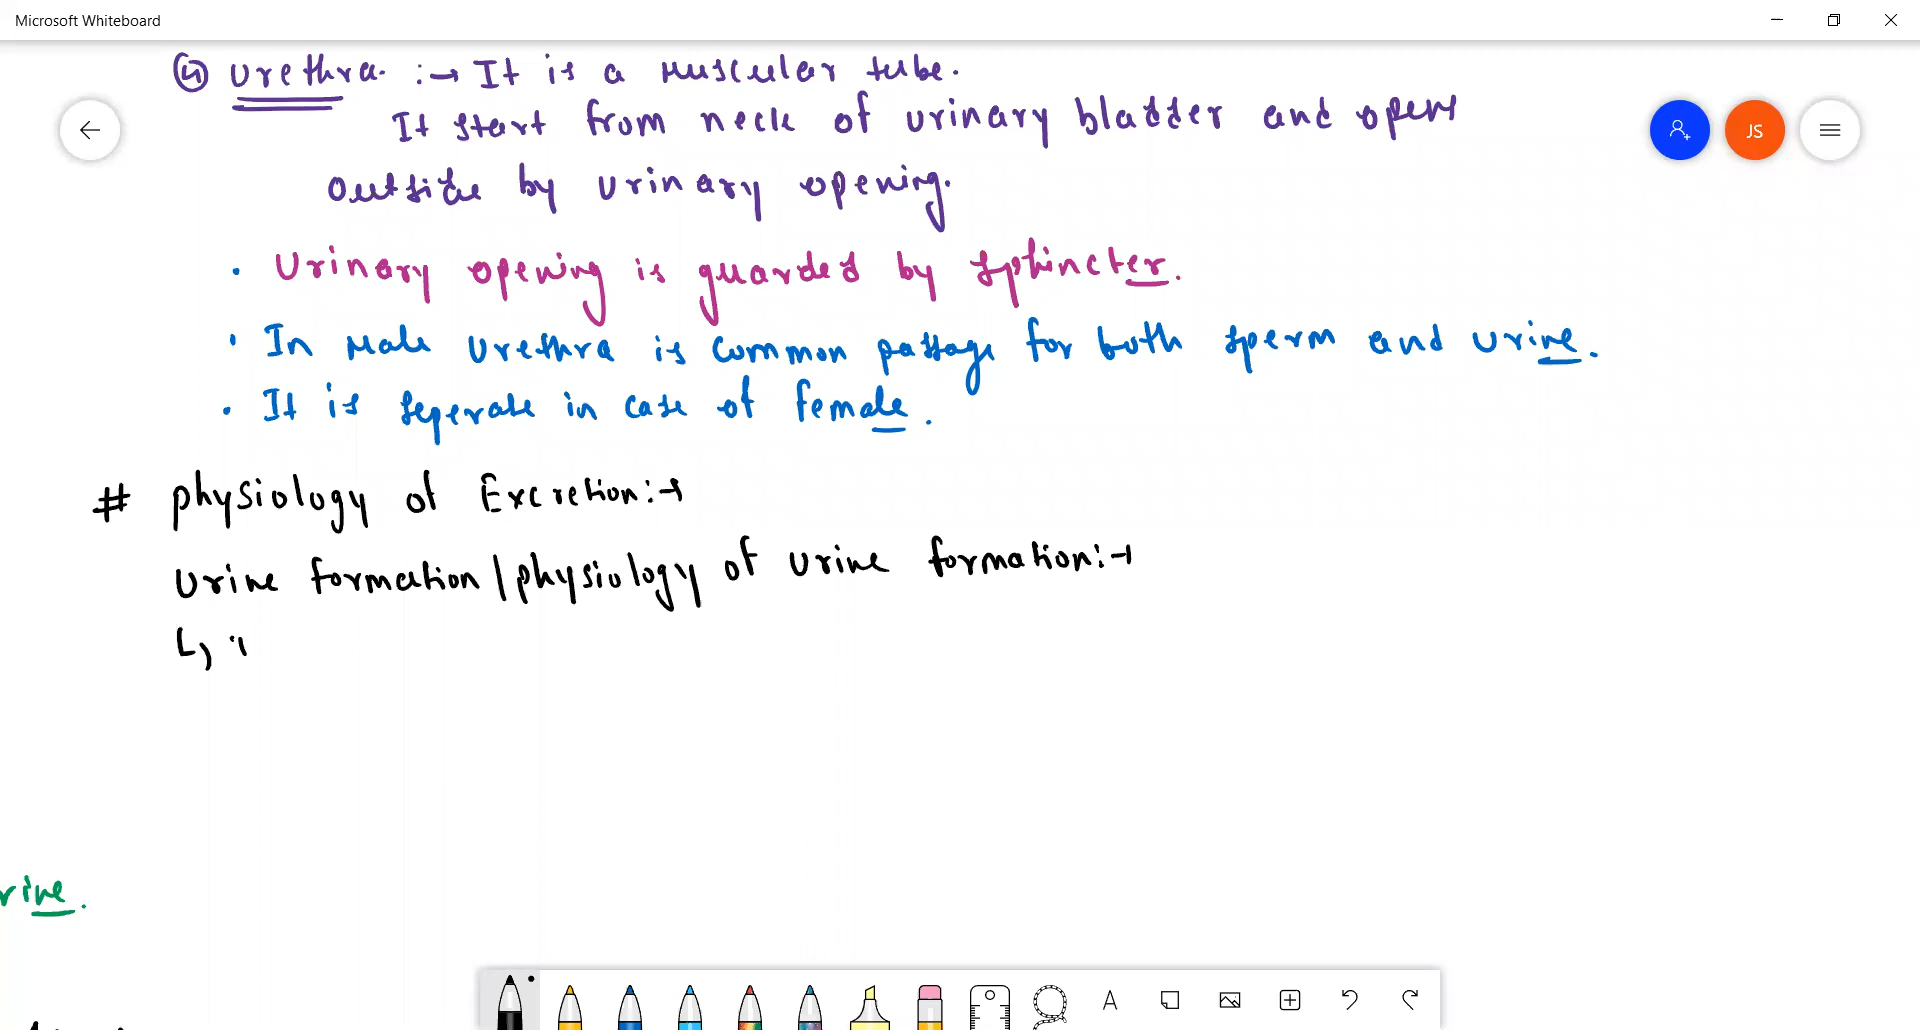 Microsoft Whiteboard
④ Urethra :→ It is a muscular tube.
It start from neck of urinary bladder and opens
JS
outside by urinary opening.
• Urinary opening is guarded by sphincter.
• In male urethra is common passage for both sperm and urine.
• It is seperate in case of female.
# physiology of Excretion:→
Urine formation/physiology of urine formation:→
rine.
A